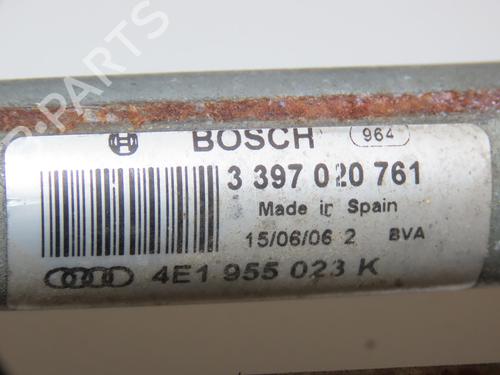 BOSCH 964
3 397 020 761
Made in Spain
15/06/06 2 BVA
4E1 955 023 K